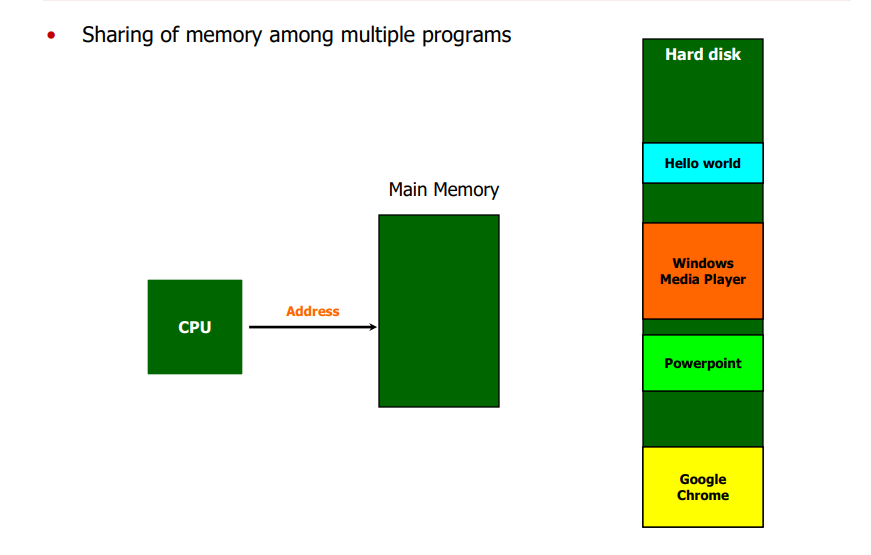 • Sharing of memory among multiple programs
Hard disk
Hello world
Main Memory
Windows
Media Player
Address
CPU
Powerpoint
Google
Chrome